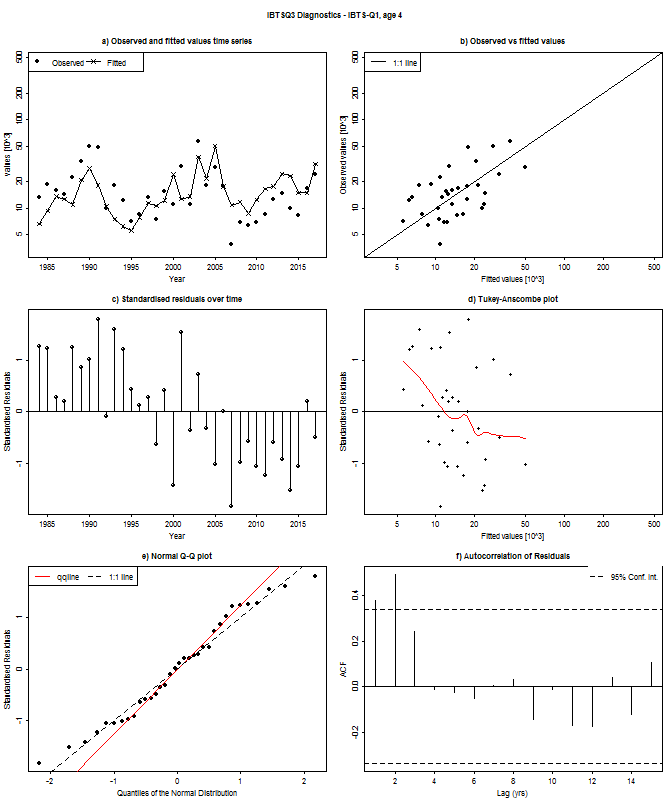 IBTSQ3 Diagnostics - IBTS-Q1, age 4
a) Observed and fitted values time series
Observed
Fitted
values [10^3]
5 10 20 50 200 500
1985 1990 1995 2000 2005 2010 2015
Year
b) Observed vs fitted values
1:1 line
Observed values [10^3]
5 10 20 50 200 500
5 10 20 50 100 200 500
Fitted values [10^3]
c) Standardised residuals over time
Standardised Residuals
-1 0 1
1985 1990 1995 2000 2005 2010 2015
Year
d) Tukey-Anscombe plot
Standardised Residuals
-1 0 1
5 10 20 50 100 200 500
Fitted values [10^3]
e) Normal Q-Q plot
qqline
1:1 line
Standardised Residuals
-1 0 1
-2 -1 0 1 2
Quantiles of the Normal Distribution
f) Autocorrelation of Residuals
95% Conf. Int.
ACF
-0.2 0.0 0.2 0.4
2 4 6 8 10 12 14
Lag (yrs)